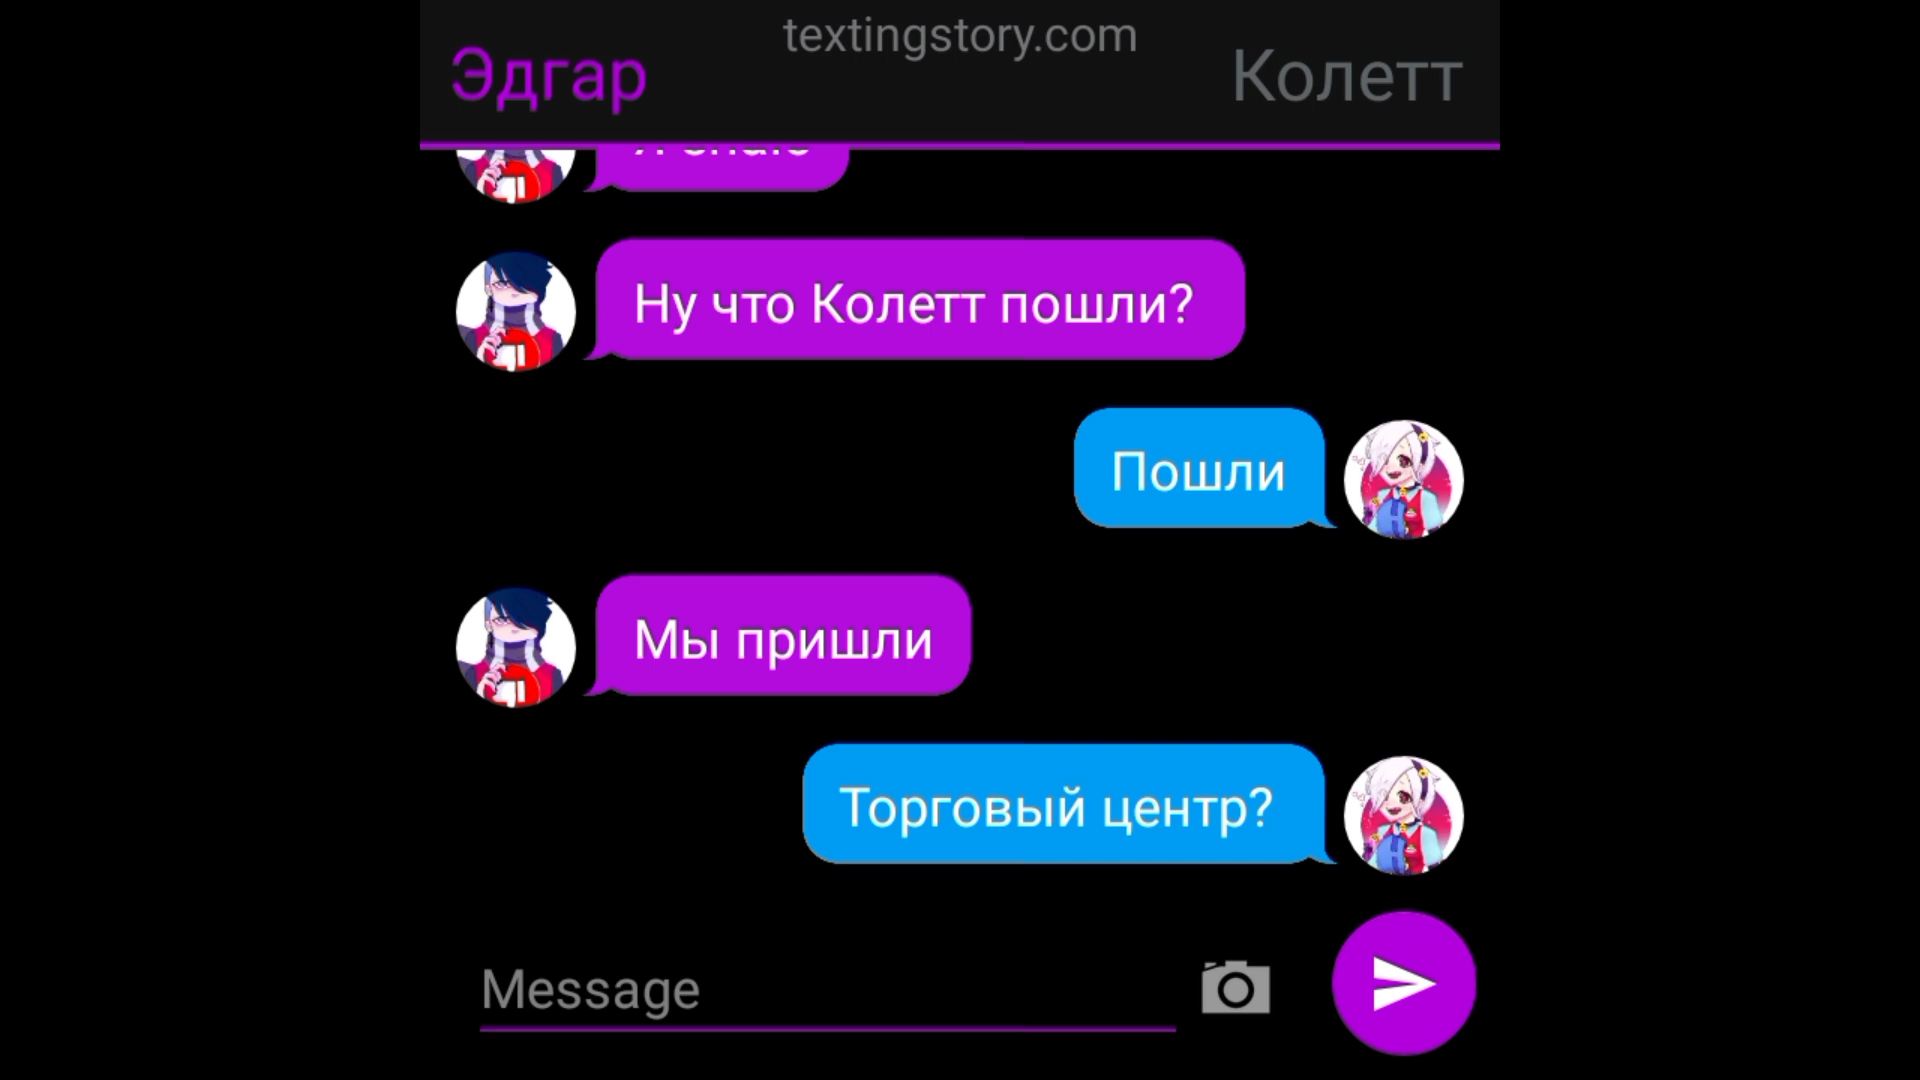 textingstory.com
Эдгар
Колетт
Ну что Колетт пошли?
Пошли
Мы пришли
Торговый центр?
Message